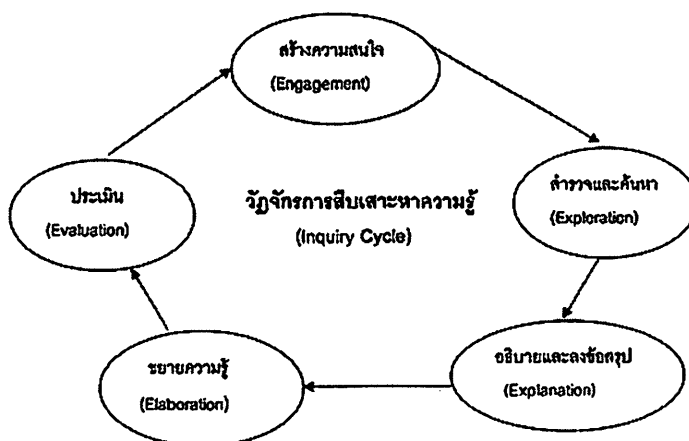 สร้างความสนใจ
(Engagement)
สำรวจและค้นหา
(Exploration)
อธิบายและลงข้อสรุป
(Explanation)
ขยายความรู้
(Elaboration)
ประเมิน
(Evaluation)
วัฏจักรการสืบเสาะหาความรู้
(Inquiry Cycle)